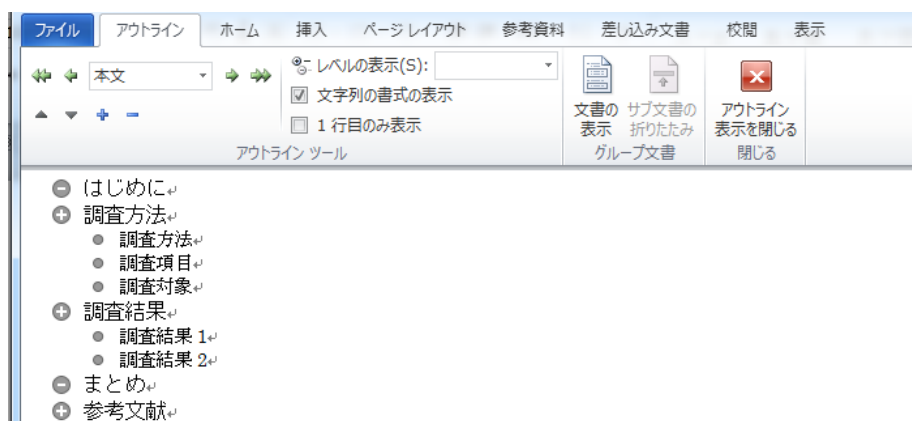 ファイル アウトライン ホーム 挿入 ページ レイアウト 参考資料 差し込み文書 校閲 表示
本文
レベルの表示(S):
文字列の書式の表示
1 行目のみ表示
アウトライン ツール
文書の
表示
サブ文書の
折りたたみ
グループ文書
アウトライン
表示を閉じる
閉じる
はじめに
調査方法
調査方法
調査項目
調査対象
調査結果
調査結果 1
調査結果 2
まとめ
参考文献